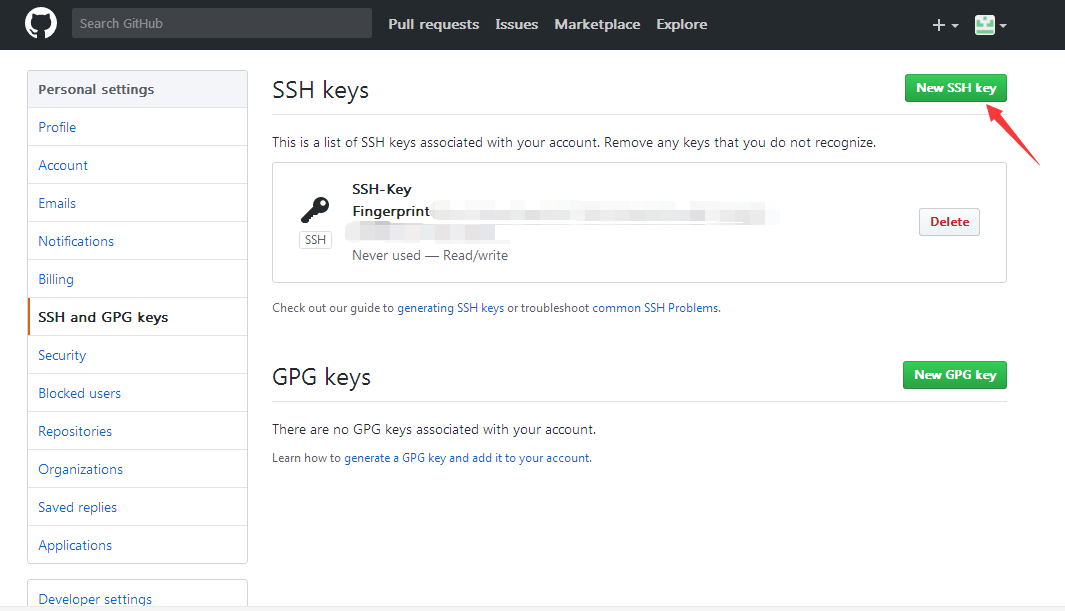 Search GitHub
Pull requests Issues Marketplace Explore
Personal settings
Profile
Account
Emails
Notifications
Billing
SSH and GPG keys
Security
Blocked users
Repositories
Organizations
Saved replies
Applications
Developer settings
SSH keys
New SSH key
This is a list of SSH keys associated with your account. Remove any keys that you do not recognize.
SSH
SSH-Key
Fingerprint
Never used — Read/write
Delete
Check out our guide to generating SSH keys or troubleshoot common SSH Problems.
GPG keys
New GPG key
There are no GPG keys associated with your account.
Learn how to generate a GPG key and add it to your account.